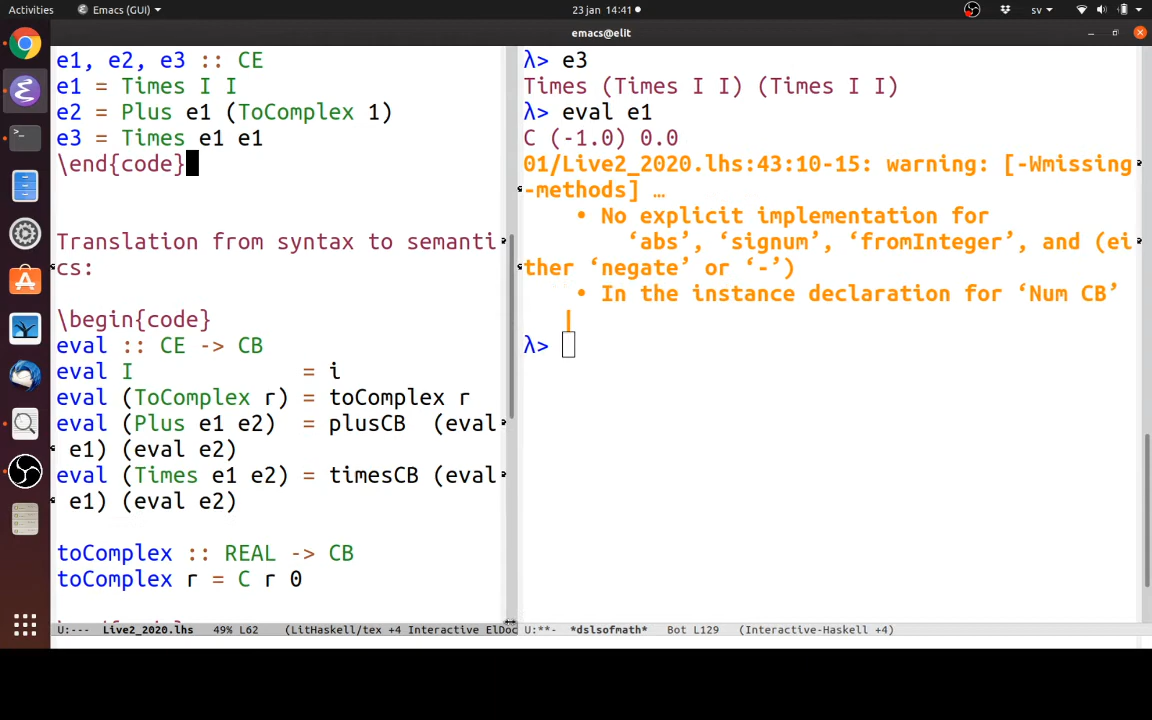 Activities
Emacs (GUI)
23 jan 14:41
sv
emacs@elit
e1, e2, e3 :: CE
e1 = Times I I
e2 = Plus e1 (ToComplex 1)
e3 = Times e1 e1
\end{code}
Translation from syntax to semanti
cs:
\begin{code}
eval :: CE -> CB
eval I = i
eval (ToComplex r) = toComplex r
eval (Plus e1 e2) = plusCB (eval
e1) (eval e2)
eval (Times e1 e2) = timesCB (eval
e1) (eval e2)
toComplex :: REAL -> CB
toComplex r = C r 0
U:--- Live2_2020.lhs 49% L62 (LitHaskell/tex +4 Interactive ElDoc
λ> e3
Times (Times I I) (Times I I)
λ> eval e1
C (-1.0) 0.0
01/Live2_2020.lhs:43:10-15: warning: [-Wmissing
-methods] …
• No explicit implementation for
‘abs’, ‘signum’, ‘fromInteger’, and (ei
ther ‘negate’ or ‘-’)
• In the instance declaration for ‘Num CB’
|
λ>
U:**- *dslsofmath* Bot L129 (Interactive-Haskell +4)